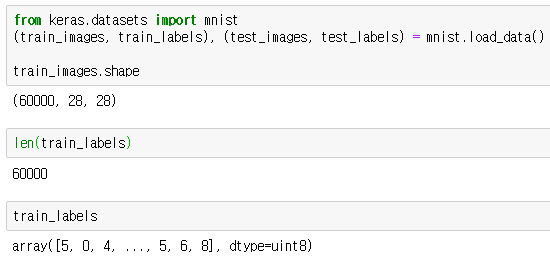 from keras.datasets import mnist
(train_images, train_labels), (test_images, test_labels) = mnist.load_data()
train_images.shape
(60000, 28, 28)
len(train_labels)
60000
train_labels
array([5, 0, 4, ..., 5, 6, 8], dtype=uint8)